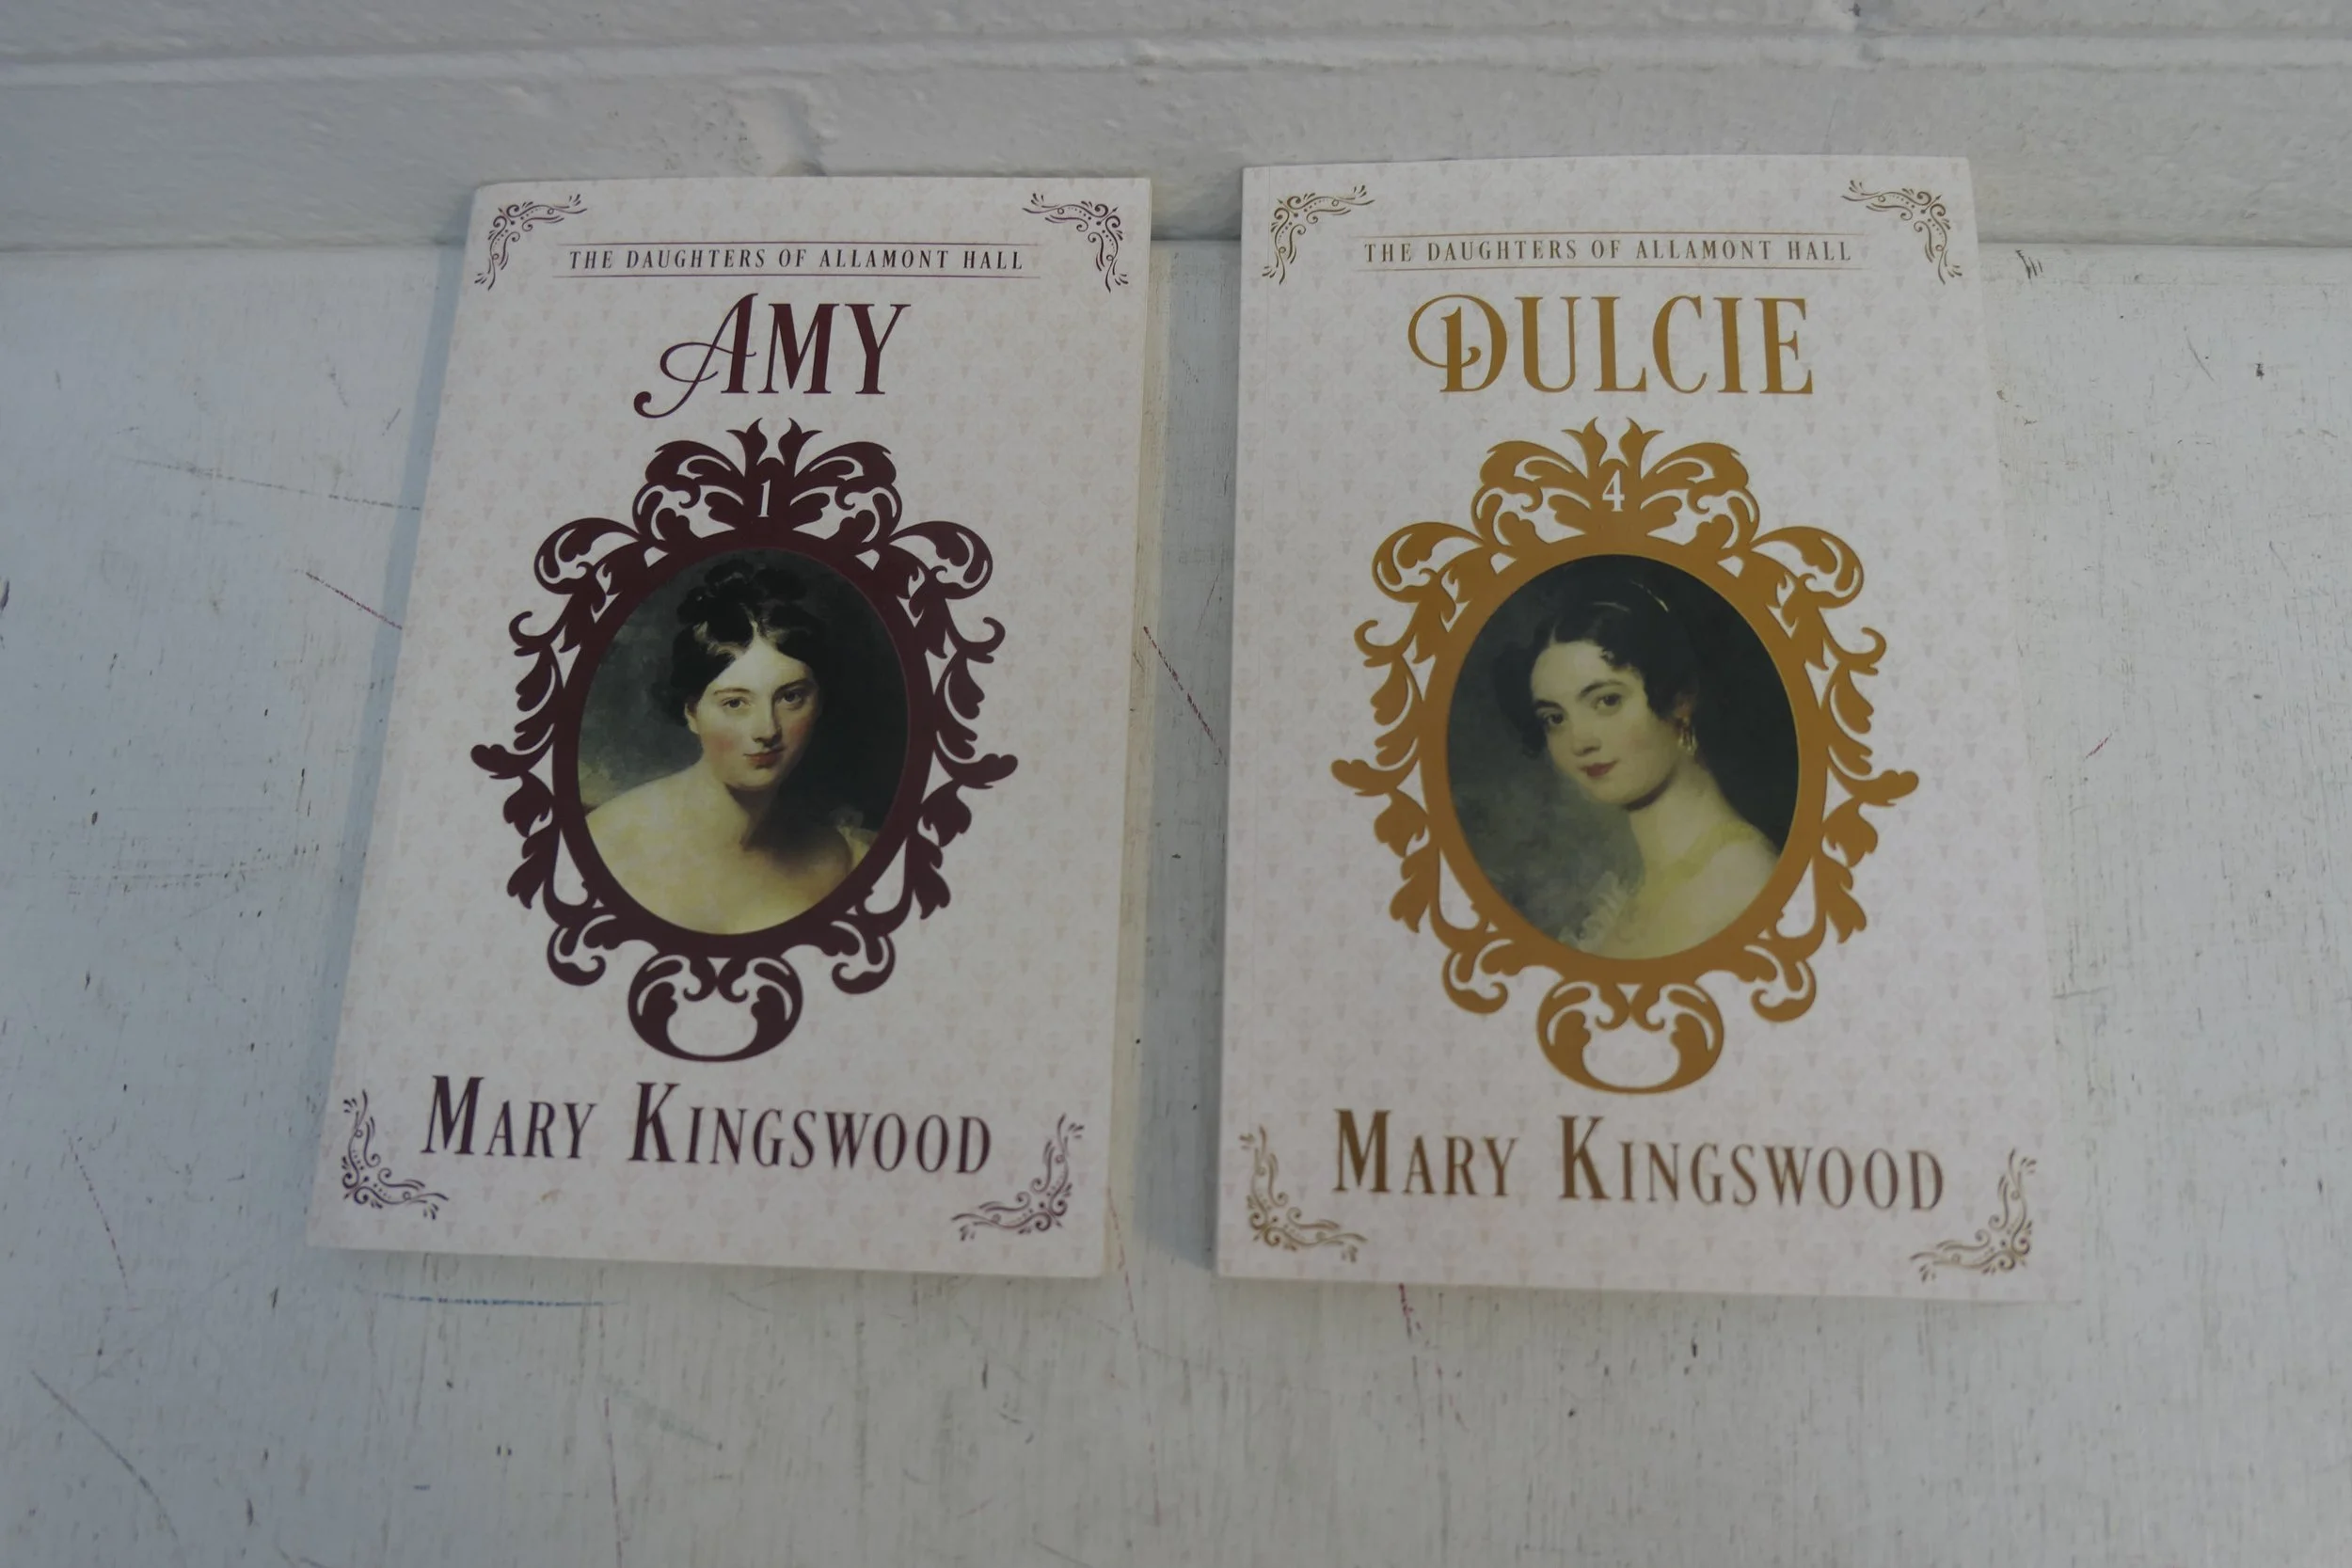 THE DAUGHTERS OF ALLAMONT HALL
AMY
1
MARY KINGSWOOD
THE DAUGHTERS OF ALLAMONT HALL
DULCIE
4
MARY KINGSWOOD